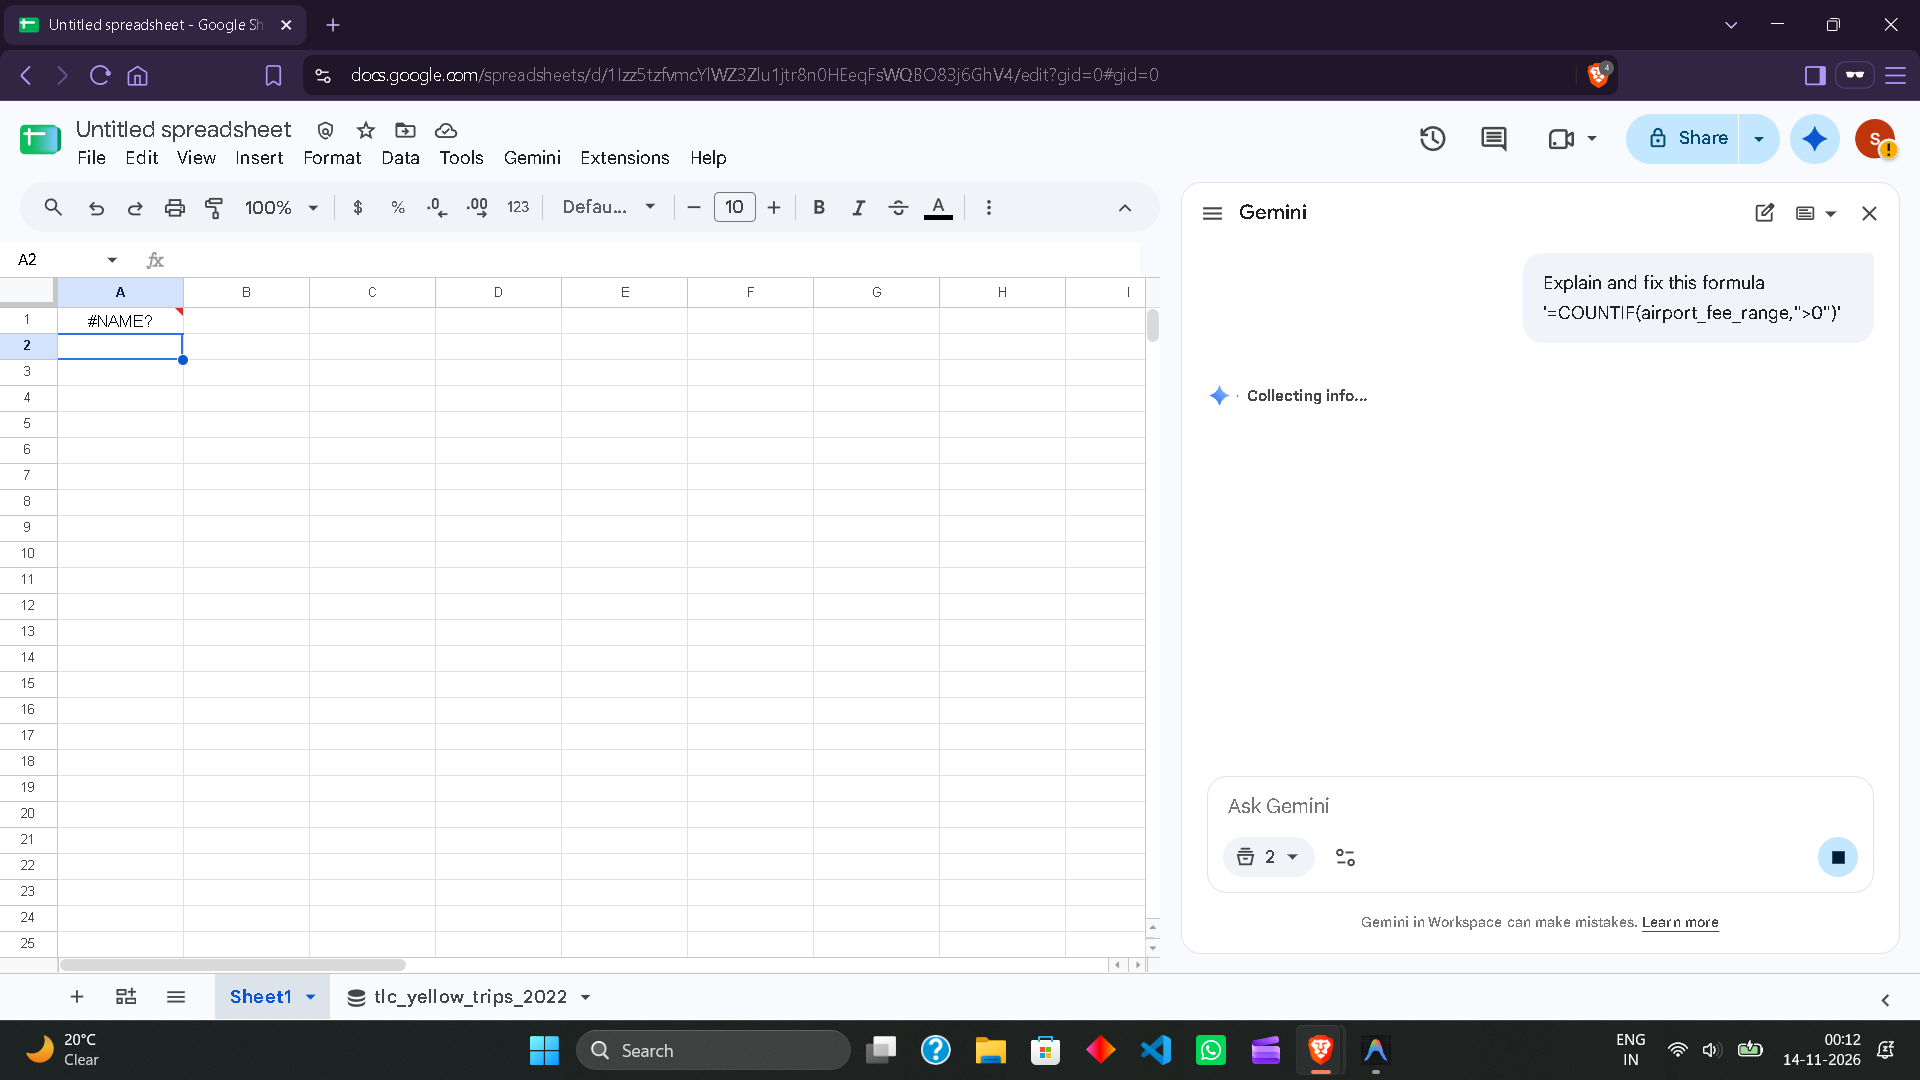 Untitled spreadsheet - Google Sh
docs.google.com/spreadsheets/d/1Izz5tzfvmcYlWZ3Zlu1jtr8n0HEeqFsWQBO83j6GhV4/edit?gid=0#gid=0
4
Untitled spreadsheet
File Edit View Insert Format Data Tools Gemini Extensions Help
Share
S
100% $ % .0 .00 123 Defau... 10 B I S A
A2 fx
A B C D E F G H I
1 #NAME?
2
3
4
5
6
7
8
9
10
11
12
13
14
15
16
17
18
19
20
21
22
23
24
25
Gemini
Explain and fix this formula
'=COUNTIF(airport_fee_range,">0")'
Collecting info...
Ask Gemini
2
Gemini in Workspace can make mistakes. Learn more
Sheet1 tlc_yellow_trips_2022
20°C
Clear
Search
ENG
IN
00:12
14-11-2026